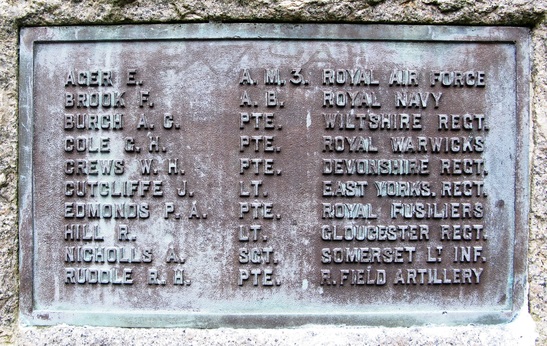 ACER E. A.M.3. ROYAL AIR FORCE
BROOK F. A.B. ROYAL NAVY
BURCH A. C. PTE. WILTSHIRE REGT.
COLE G. H. PTE. ROYAL WARWICKS
CREWS W. H. PTE. DEVONSHIRE REGT.
CUTCLIFFE J. LT. EAST YORKS. REGT.
EDMONDS P. A. PTE. ROYAL FUSILIERS
HILL R. LT. GLOUCESTER REGT.
NICHOLLS A. SGT. SOMERSET LT. INF.
RUDDLE R. H. PTE. R. FIELD ARTILLERY